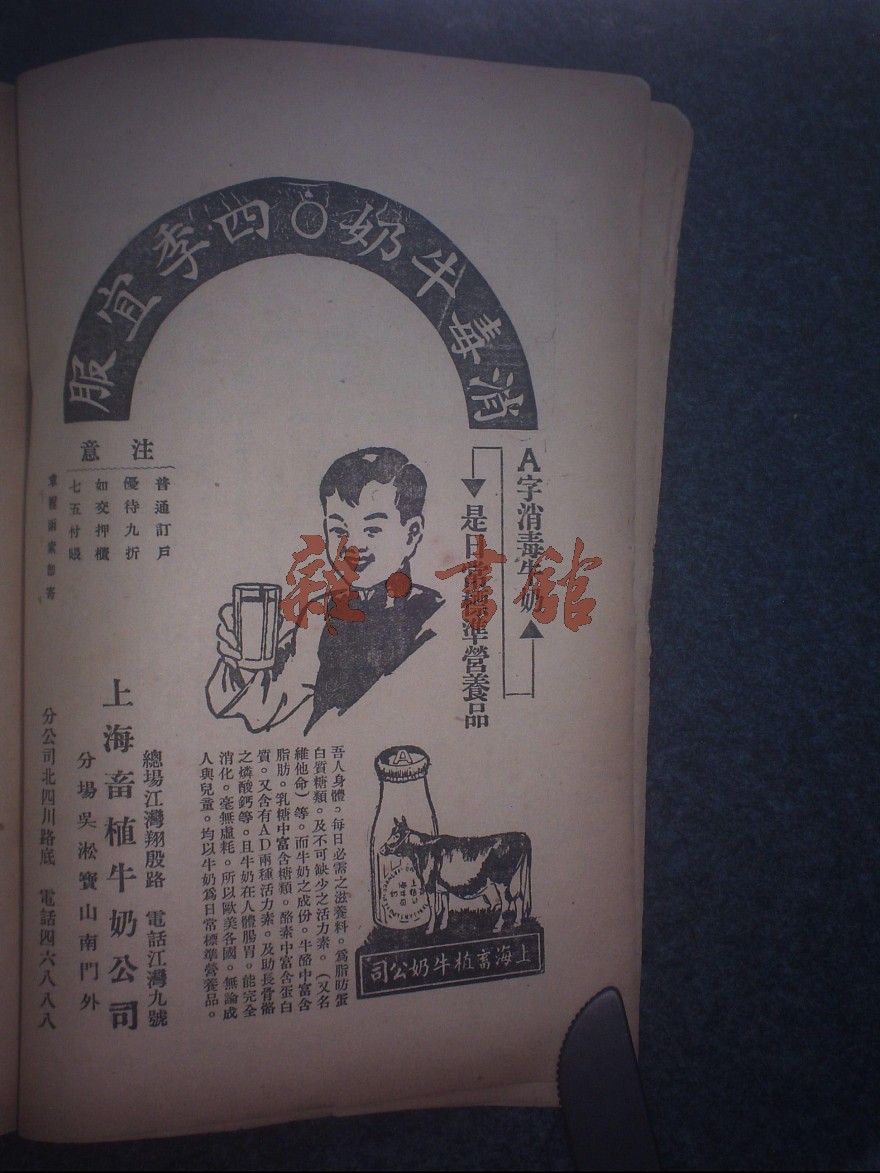 消毒牛奶○四季宜服
A字消毒牛奶
是日常標準營養品
注意
普通訂戶
優待九折
如交押櫃
七五付賬
章程函索即寄
A
上海畜植牛奶公司
吾人身體。每日必需之滋養料。爲脂肪蛋
白質糖類。及不可缺少之活力素。（又名
維他命）等。而牛奶之成份。牛酪中富含
脂肪。乳糖中富含糖類。酪素中富含蛋白
質。又含有AD兩種活力素。及助長骨骼
之燐酸鈣等。且牛奶在人體腸胃。能完全
消化。毫無虛耗。所以歐美各國。無論成
人與兒童。均以牛奶爲日常標準營養品。
總場江灣翔殷路 電話江灣九號
上海畜植牛奶公司
分場吳淞寶山南門外
分公司北四川路底 電話四六八八八
雜·書館